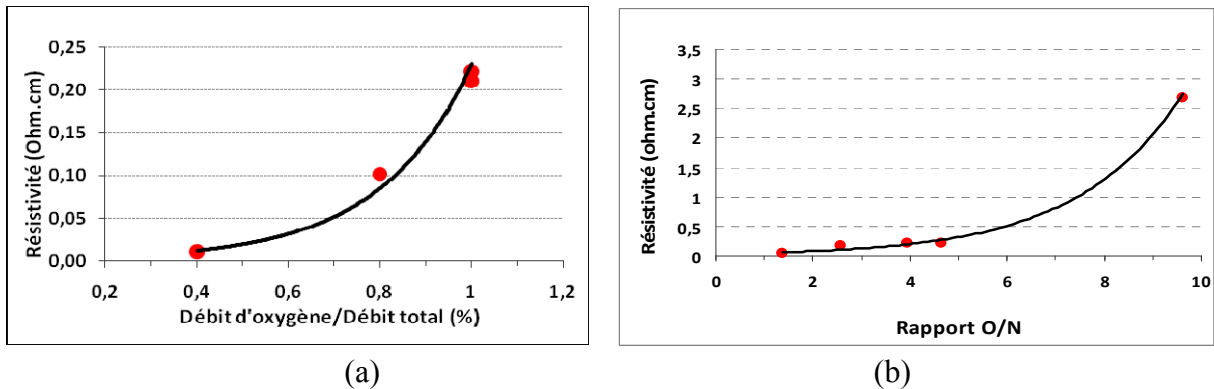 Résistivité (Ohm.cm)
0,25
0,20
0,15
0,10
0,05
0,00
0,2 0,4 0,6 0,8 1 1,2
Débit d'oxygène/Débit total (%)
(a)
Résistivité (ohm.cm)
3,5
3
2,5
2
1,5
1
0,5
0
0 2 4 6 8 10
Rapport O/N
(b)